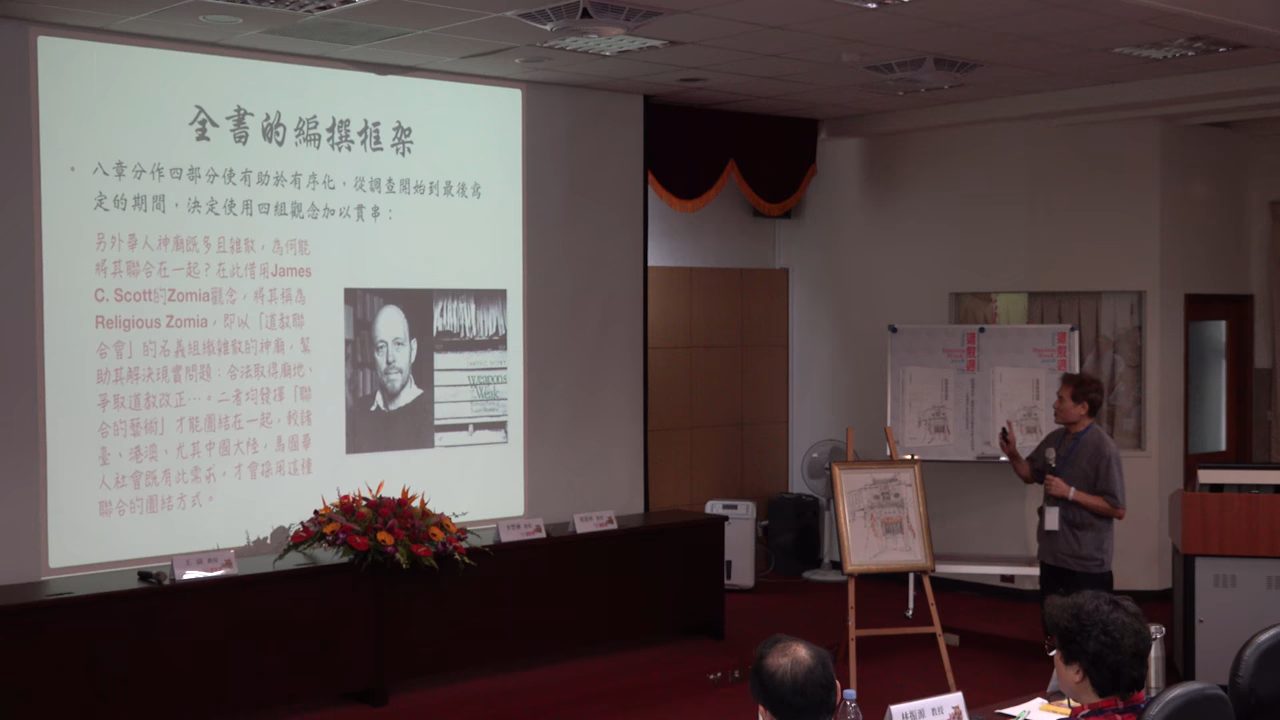 全書的編撰框架
• 八章分作四部分使有助於有序化，從調查開始到最後寫
定的期間，決定使用四組觀念加以貫串：
另外華人神廟既多且雜散，為何能
將其聯合在一起？在此借用James
C. Scott的Zomia觀念，將其稱為
Religious Zomia，即以「道教聯
合會」的名義組織雜散的神廟，幫
助其解決現實問題：合法取得廟地，
爭取道教改正…。二者均發揮「聯
合的藝術」才能團結在一起，較諸
臺、港澳、尤其中國大陸，馬國華
人社會既有此需求，才會採用這種
聯合的團結方式。
Weapons
Weak
林振源 教授